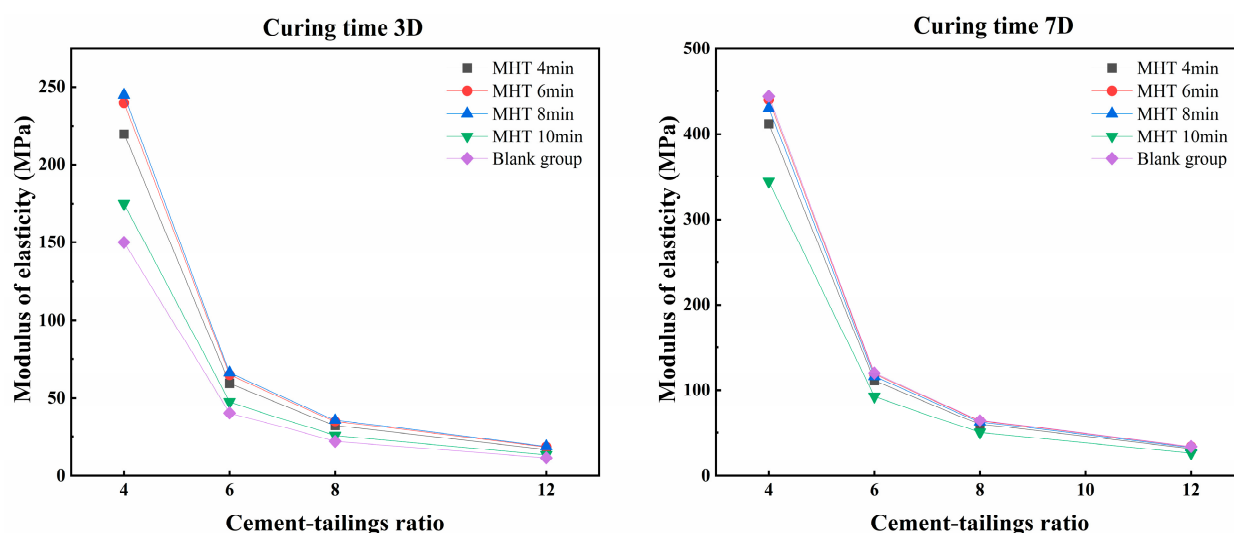 Curing time 3D
Modulus of elasticity (MPa)
250
200
150
100
50
0
MHT 4min
MHT 6min
MHT 8min
MHT 10min
Blank group
4
6
8
12
Cement-tailings ratio
Curing time 7D
Modulus of elasticity (MPa)
500
400
300
200
100
0
MHT 4min
MHT 6min
MHT 8min
MHT 10min
Blank group
4
6
8
10
12
Cement-tailings ratio